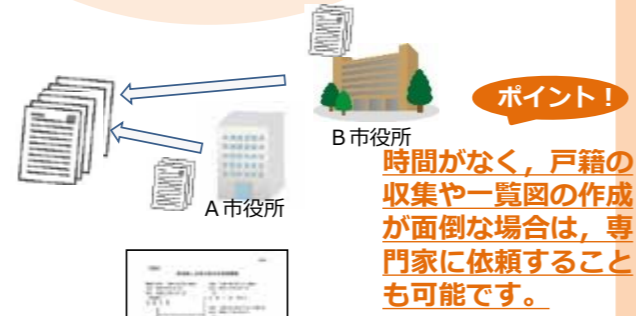 B市役所
A市役所
ポイント！
時間がなく，戸籍の
収集や一覧図の作成
が面倒な場合は，専
門家に依頼すること
も可能です。